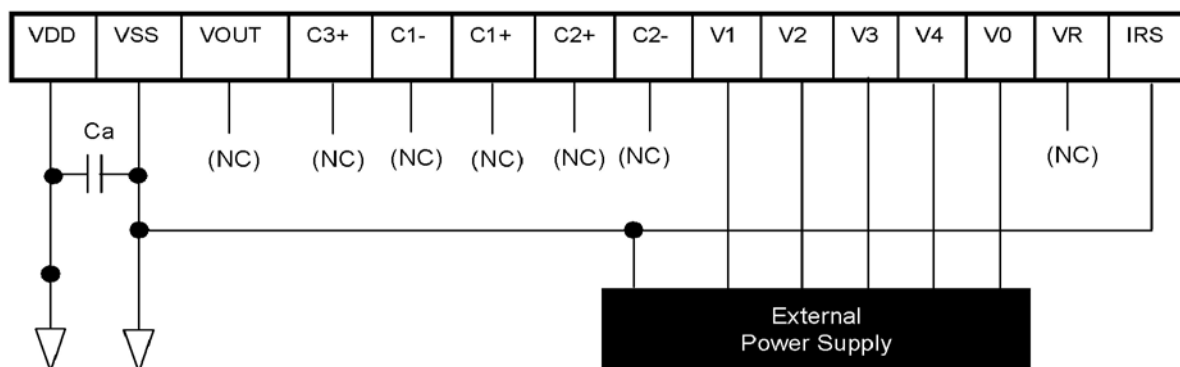 VDD VSS VOUT C3+ C1- C1+ C2+ C2- V1 V2 V3 V4 V0 VR IRS
Ca
(NC) (NC) (NC) (NC) (NC) (NC) (NC)
External
Power Supply